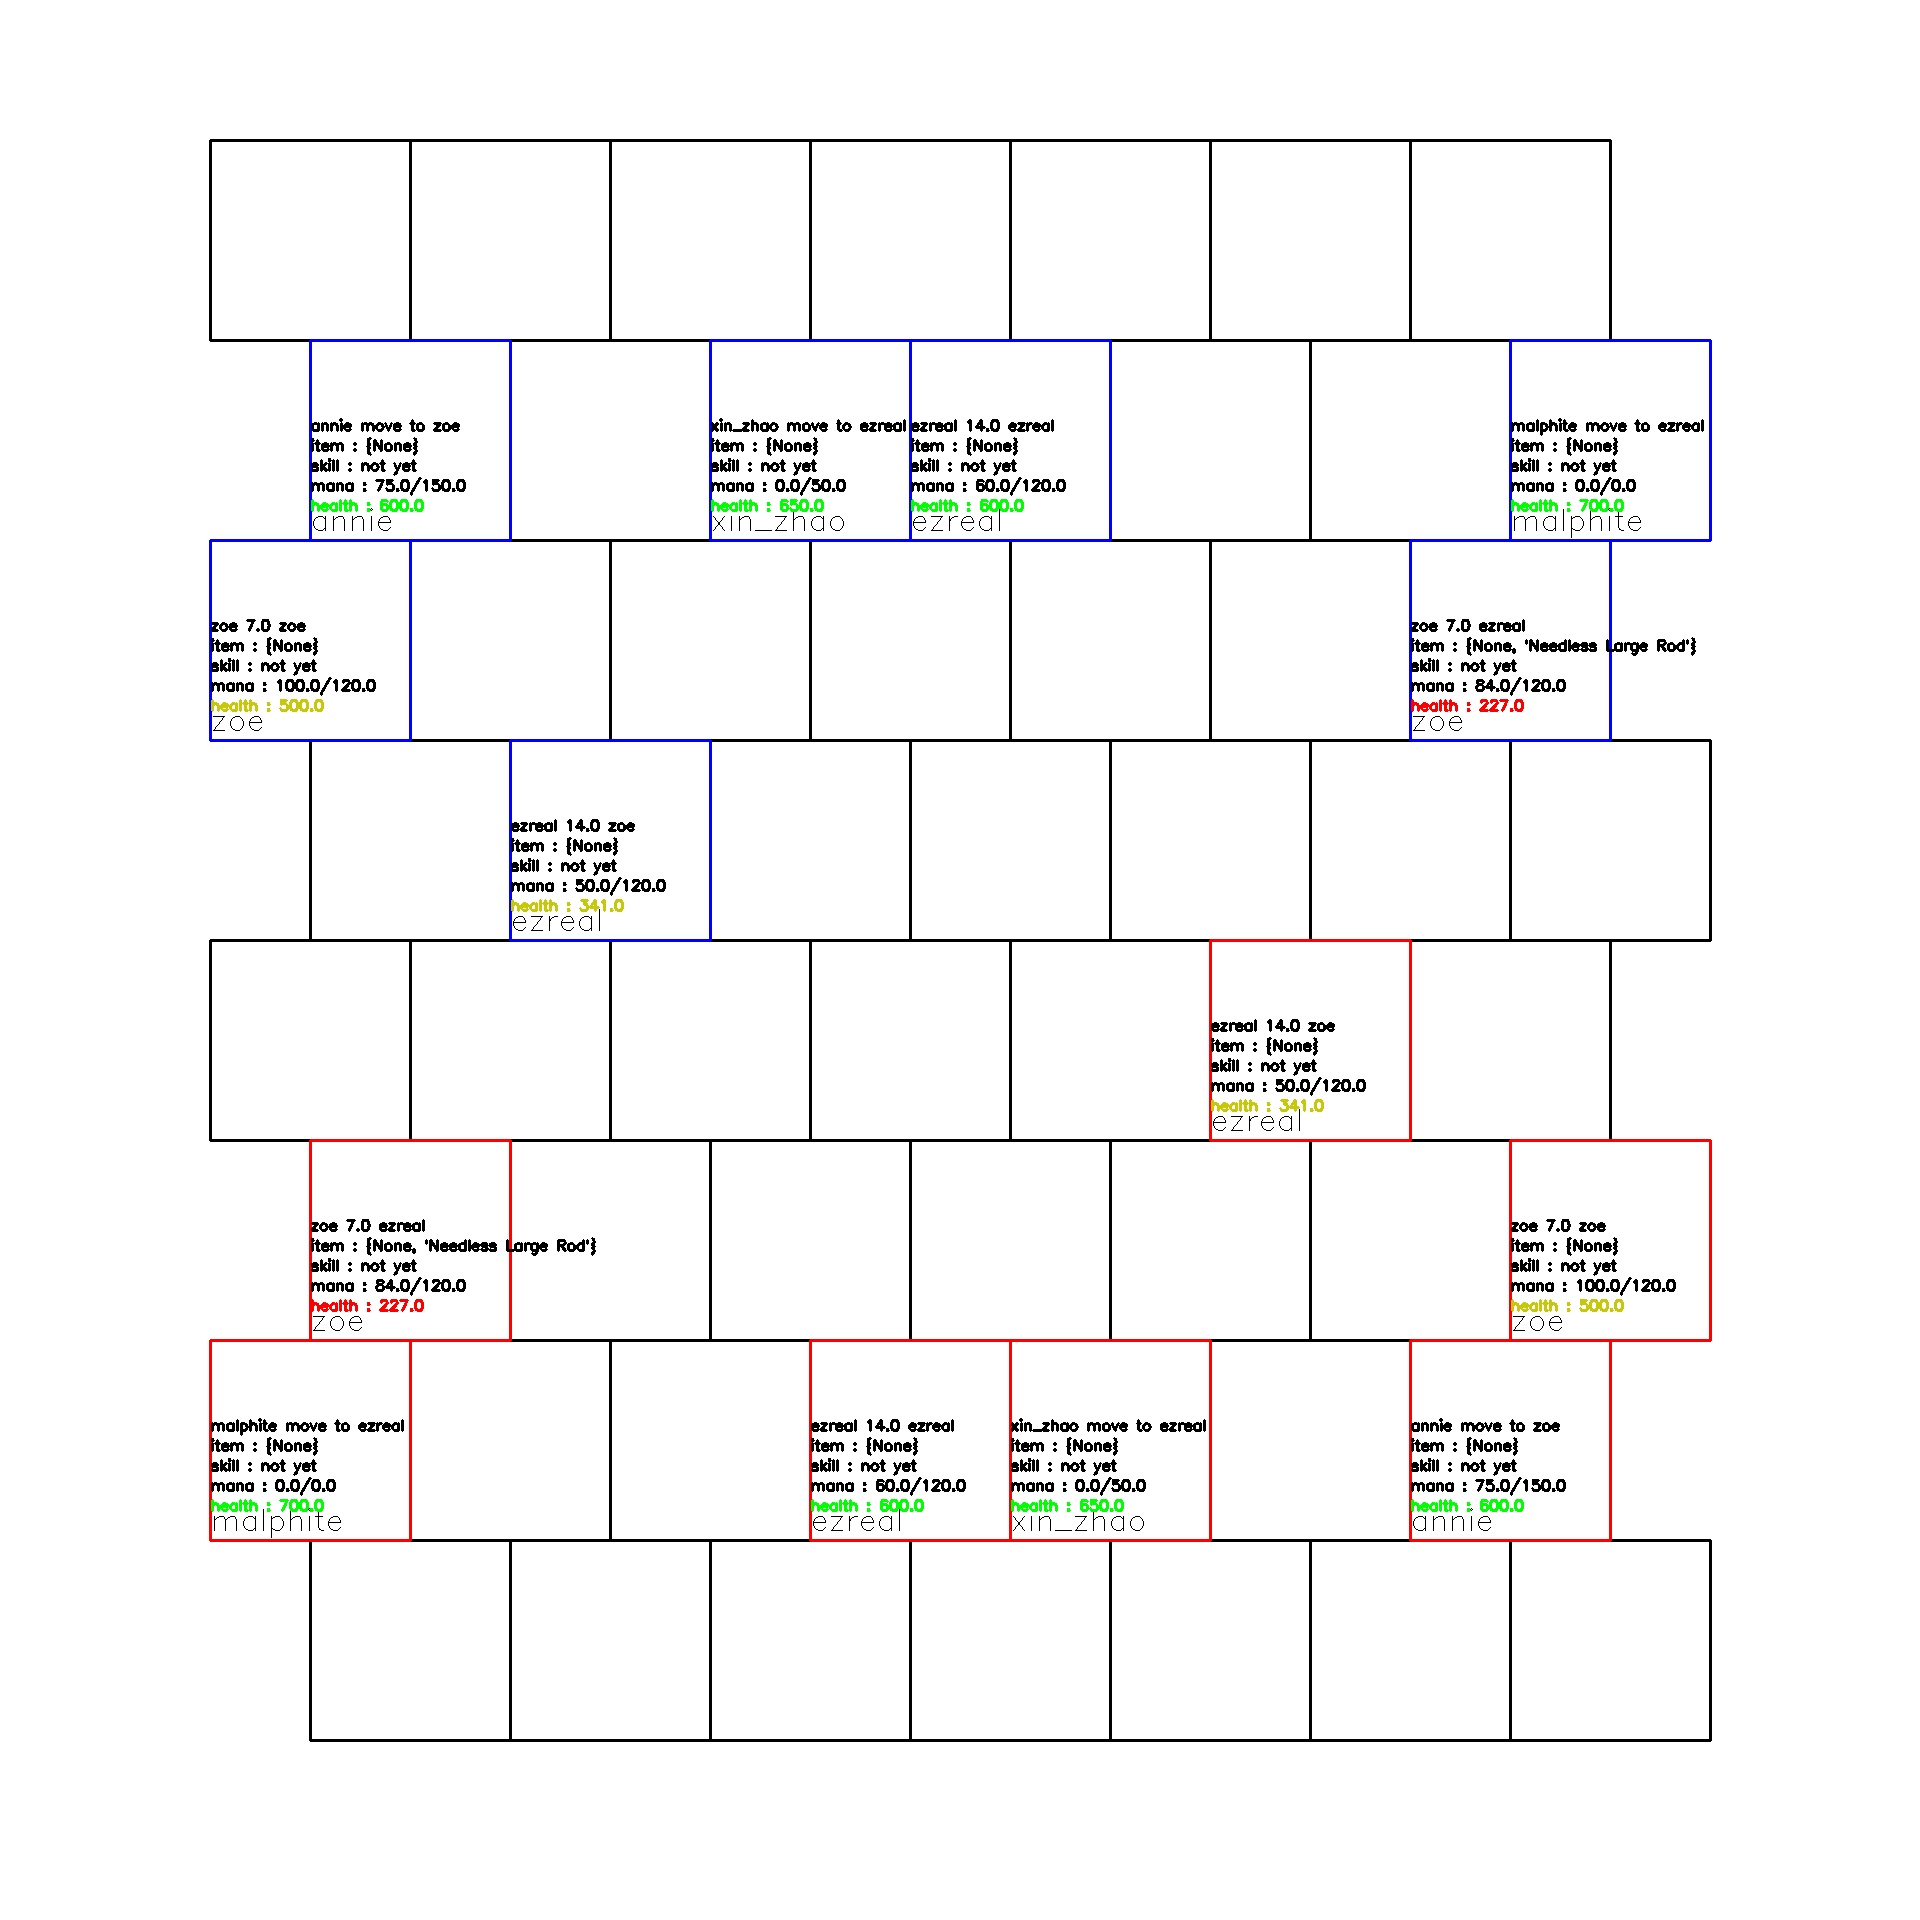 annie move to zoe
item : {None}
skill : not yet
mana : 75.0/150.0
health : 600.0
annie
xin_zhao move to ezreal
item : {None}
skill : not yet
mana : 0.0/50.0
health : 650.0
xin_zhao
ezreal 14.0 ezreal
item : {None}
skill : not yet
mana : 60.0/120.0
health : 600.0
ezreal
malphite move to ezreal
item : {None}
skill : not yet
mana : 0.0/0.0
health : 700.0
malphite
zoe 7.0 zoe
item : {None}
skill : not yet
mana : 100.0/120.0
health : 500.0
zoe
zoe 7.0 ezreal
item : {None, 'Needless Large Rod'}
skill : not yet
mana : 84.0/120.0
health : 227.0
zoe
ezreal 14.0 zoe
item : {None}
skill : not yet
mana : 50.0/120.0
health : 341.0
ezreal
ezreal 14.0 zoe
item : {None}
skill : not yet
mana : 50.0/120.0
health : 341.0
ezreal
zoe 7.0 ezreal
item : {None, 'Needless Large Rod'}
skill : not yet
mana : 84.0/120.0
health : 227.0
zoe
zoe 7.0 zoe
item : {None}
skill : not yet
mana : 100.0/120.0
health : 500.0
zoe
malphite move to ezreal
item : {None}
skill : not yet
mana : 0.0/0.0
health : 700.0
malphite
ezreal 14.0 ezreal
item : {None}
skill : not yet
mana : 60.0/120.0
health : 600.0
ezreal
xin_zhao move to ezreal
item : {None}
skill : not yet
mana : 0.0/50.0
health : 650.0
xin_zhao
annie move to zoe
item : {None}
skill : not yet
mana : 75.0/150.0
health : 600.0
annie